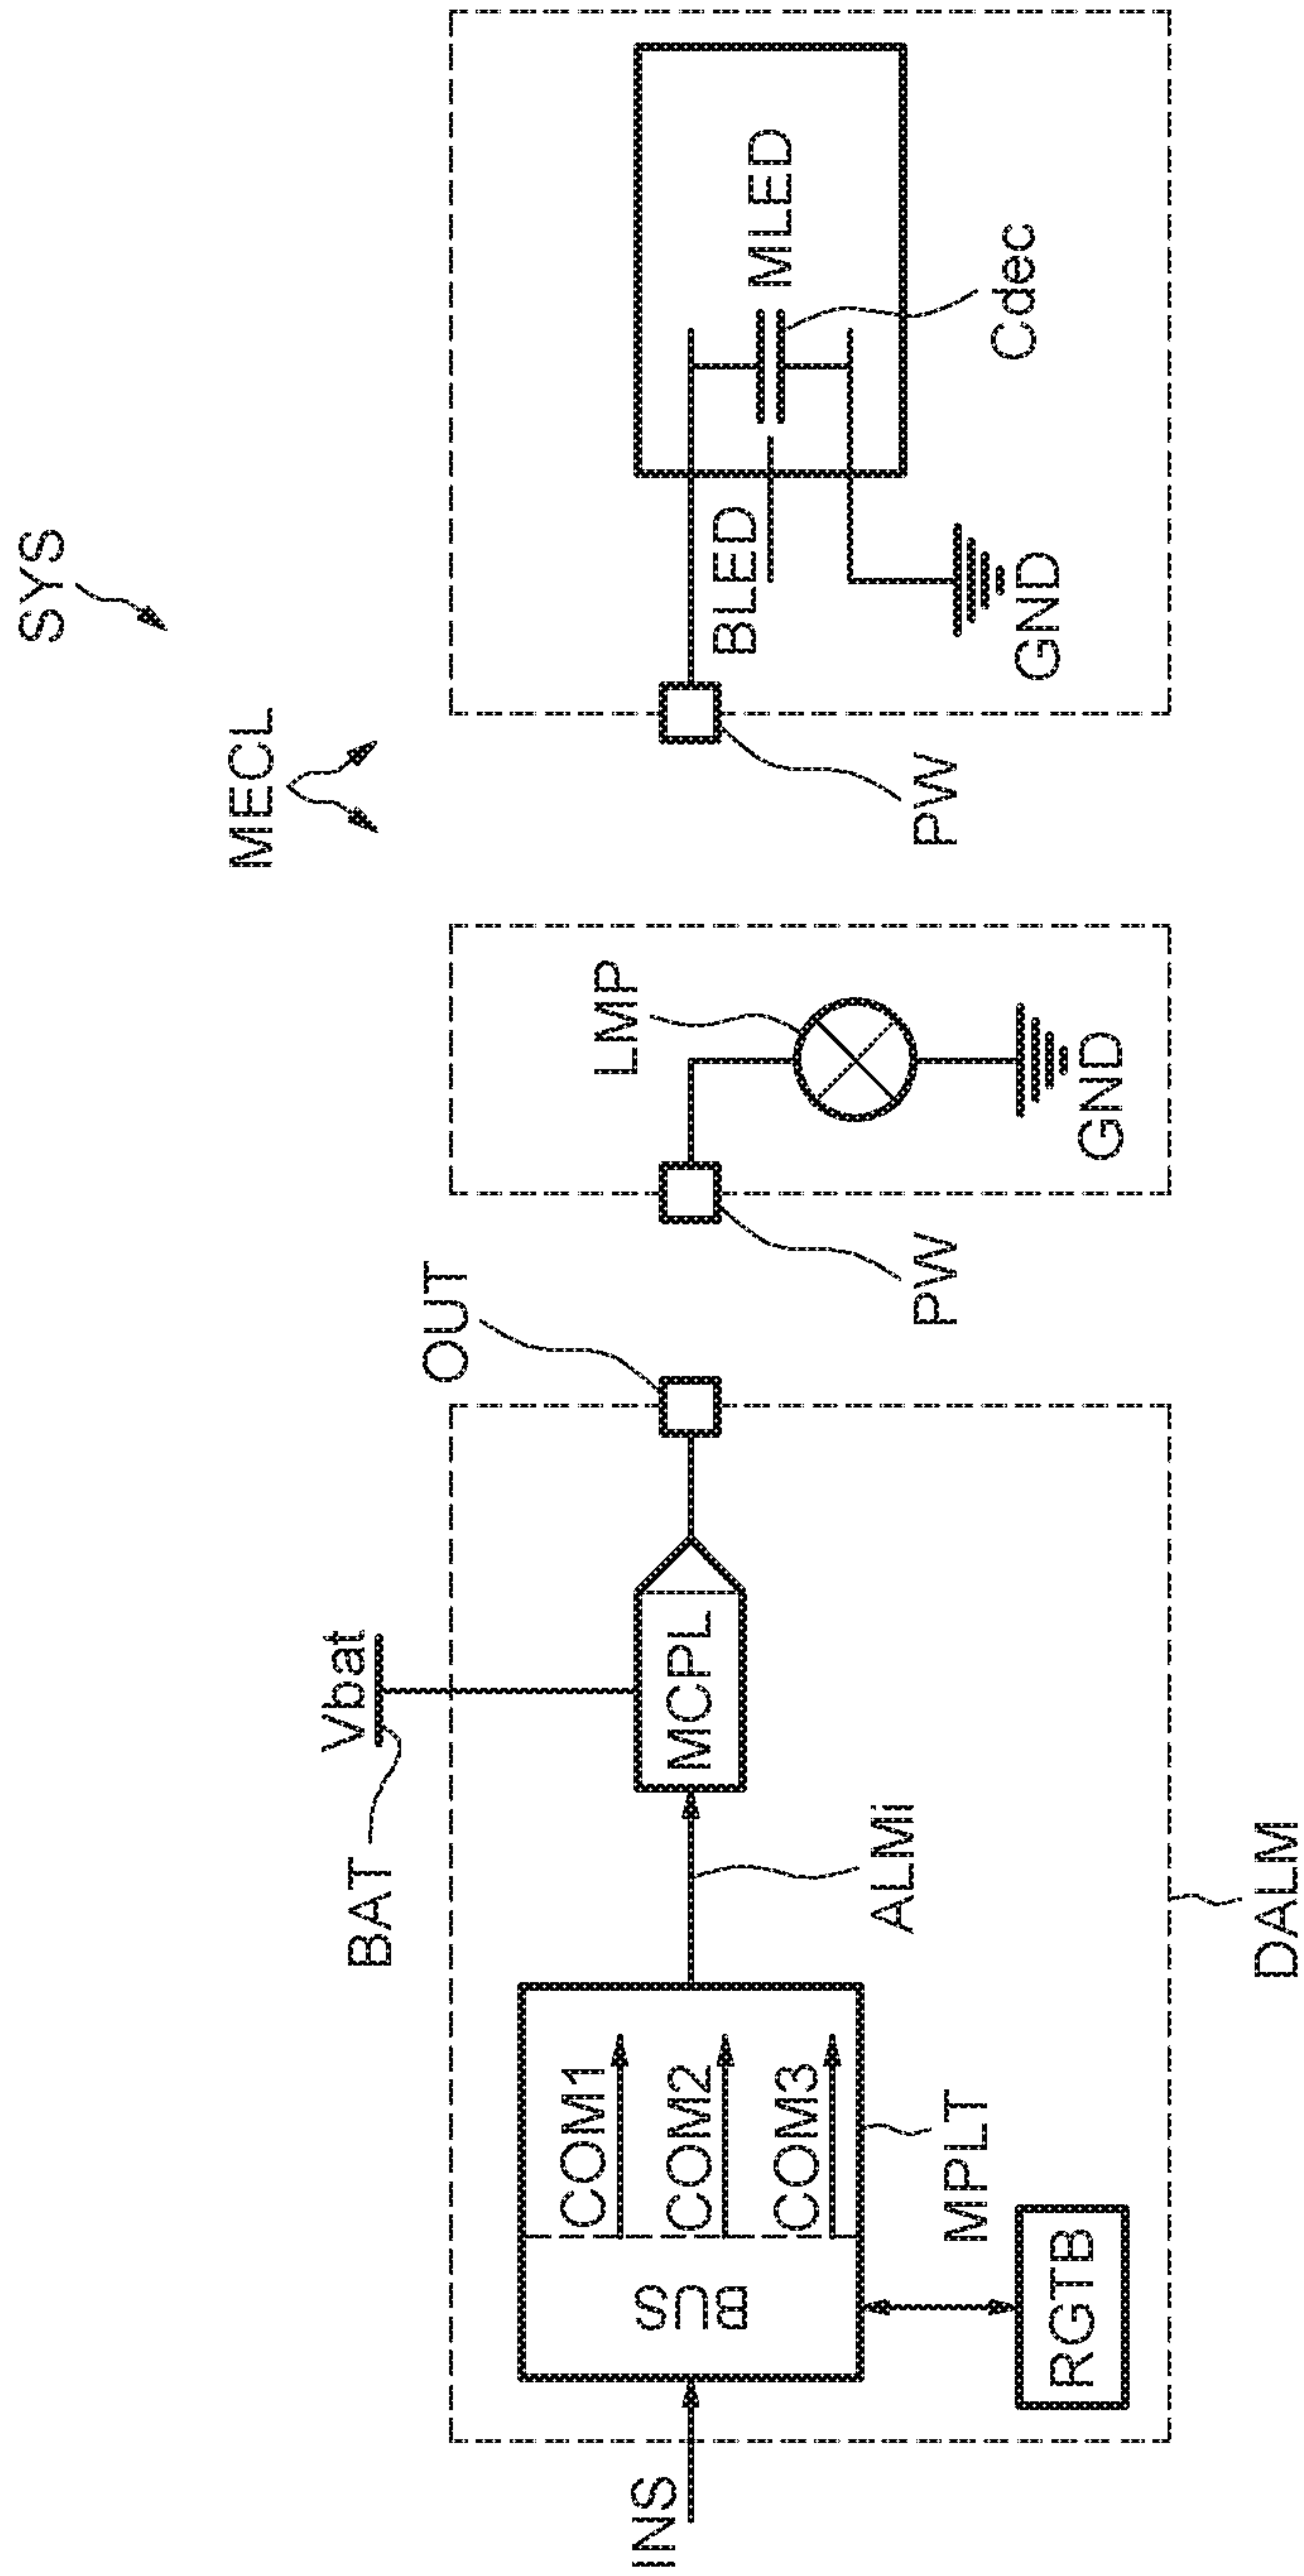 SYS
MECL
Vbat
BAT
OUT
LMP
INS
BUS
COM1
COM2
COM3
MCPL
ALMi
MPLT
RGTB
DALM
PW
GND
PW
BLED
MLED
Cdec
GND